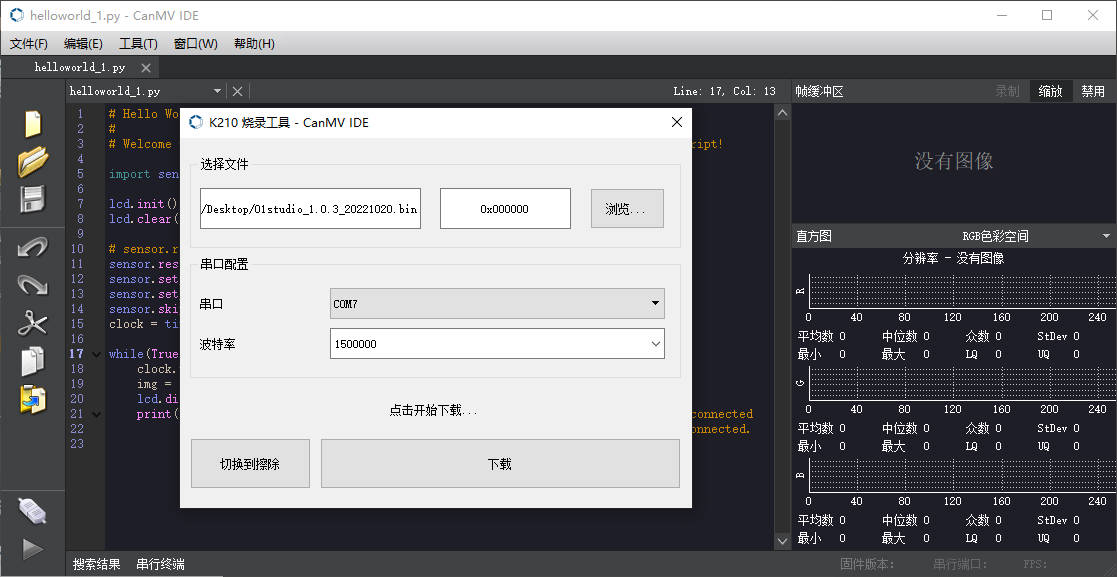 helloworld_1.py - CanMV IDE
文件(F) 编辑(E) 工具(T) 窗口(W) 帮助(H)
helloworld_1.py
helloworld_1.py Line: 17, Col: 13
帧缓冲区 录制 缩放 禁用
1 # Hello Wo
2 #
3 # Welcome ript!
4
5 import sen
6
7 lcd.init()
8 lcd.clear(
9
10 # sensor.r
11 sensor.res
12 sensor.set
13 sensor.set
14 sensor.ski
15 clock = ti
16
17 while(True
18 clock.
19 img =
20 lcd.di
21 print( onnected
22 nnected.
23
K210 烧录工具 - CanMV IDE
选择文件
/Desktop/01studio_1.0.3_20221020.bin 0x000000 浏览...
串口配置
串口 COM7
波特率 1500000
点击开始下载...
切换到擦除 下载
没有图像
直方图 RGB色彩空间
分辨率 - 没有图像
R
0 40 80 120 160 200 240
平均数 0 中位数 0 众数 0 StDev 0
最小 0 最大 0 LQ 0 UQ 0
G
0 40 80 120 160 200 240
平均数 0 中位数 0 众数 0 StDev 0
最小 0 最大 0 LQ 0 UQ 0
B
0 40 80 120 160 200 240
平均数 0 中位数 0 众数 0 StDev 0
最小 0 最大 0 LQ 0 UQ 0
搜索结果 串行终端 固件版本: 串行端口: FPS: